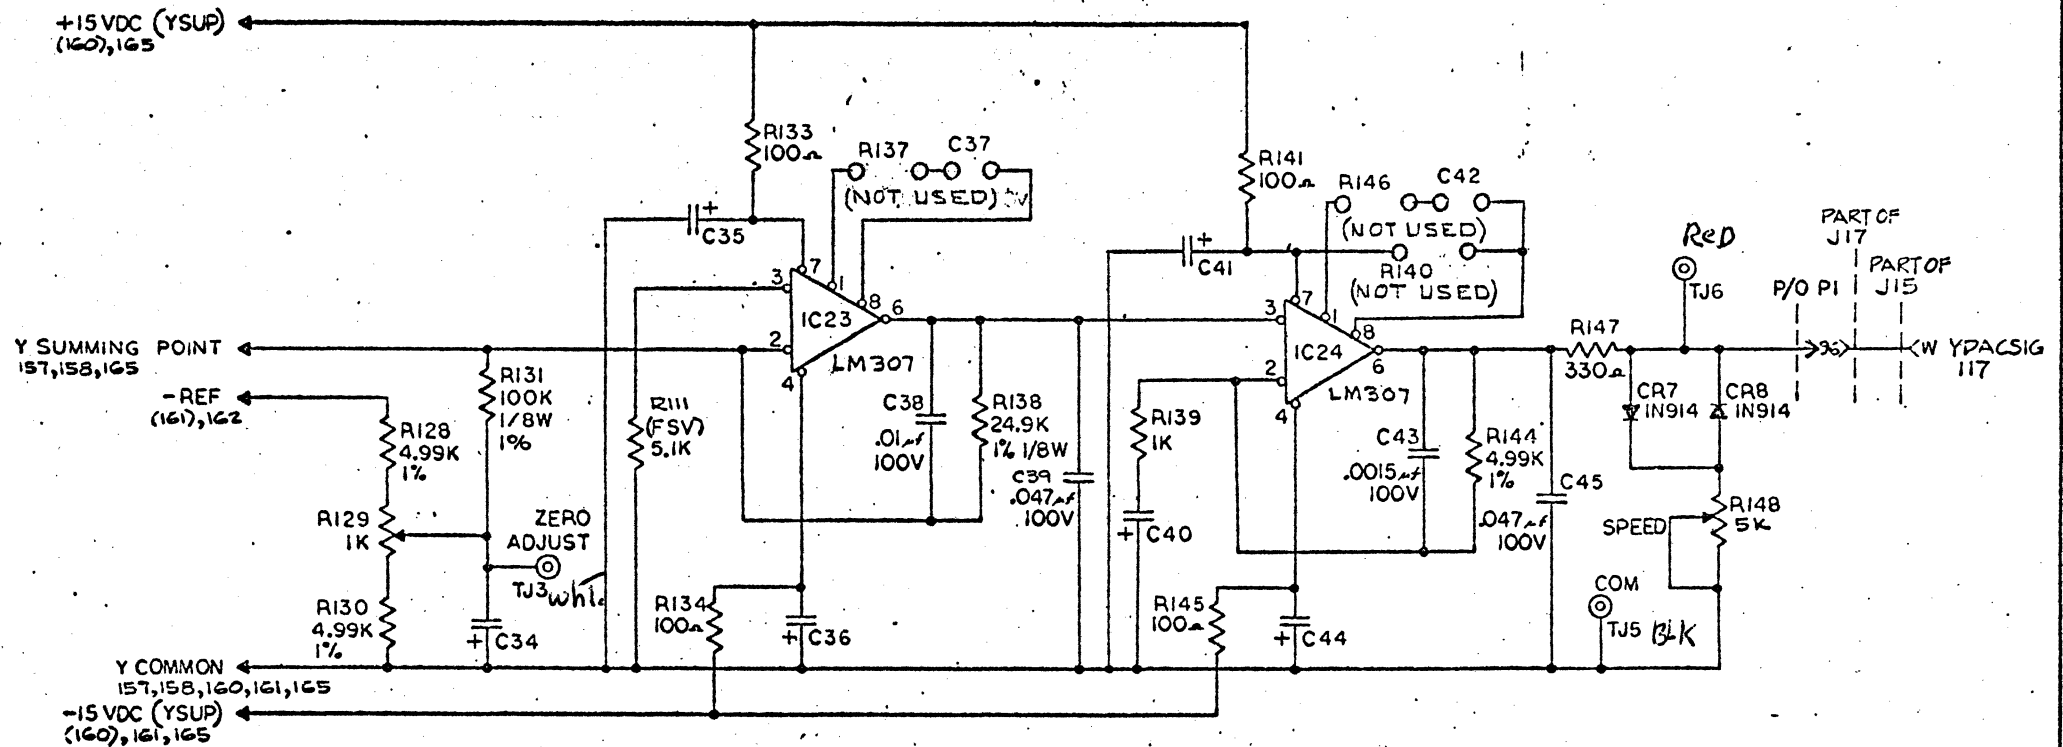 +15 VDC (YSUP)
(160),165
R133
100Ω
R137
C37
(NOT USED)
C35
+
R141
100Ω
R146
C42
(NOT USED)
R140
(NOT USED)
C41
+
ReD
TJ6
PART OF
J17
PART OF
J15
P/O P1
96
W YDACSIG
117
3
7
1
8
6
2
4
IC23
LM307
3
7
1
8
6
2
4
IC24
LM307
R147
330Ω
CR7
IN914
CR8
IN914
Y SUMMING POINT
157,158,165
-REF
(161),162
R128
4.99K
1%
R131
100K
1/8W
1%
R111
(FSV)
5.1K
C38
.01μf
100V
R138
24.9K
1% 1/8W
C39
.047μf
100V
R139
1K
+ C40
C43
.0015μf
100V
R144
4.99K
1%
C45
.047μf
100V
SPEED
R148
5K
R129
1K
ZERO
ADJUST
TJ3
R130
4.99K
1%
+ C34
R134
100Ω
+ C36
R145
100Ω
+ C44
COM
TJ5 BLK
Y COMMON
157,158,160,161,165
-15 VDC (YSUP)
(160),161,165